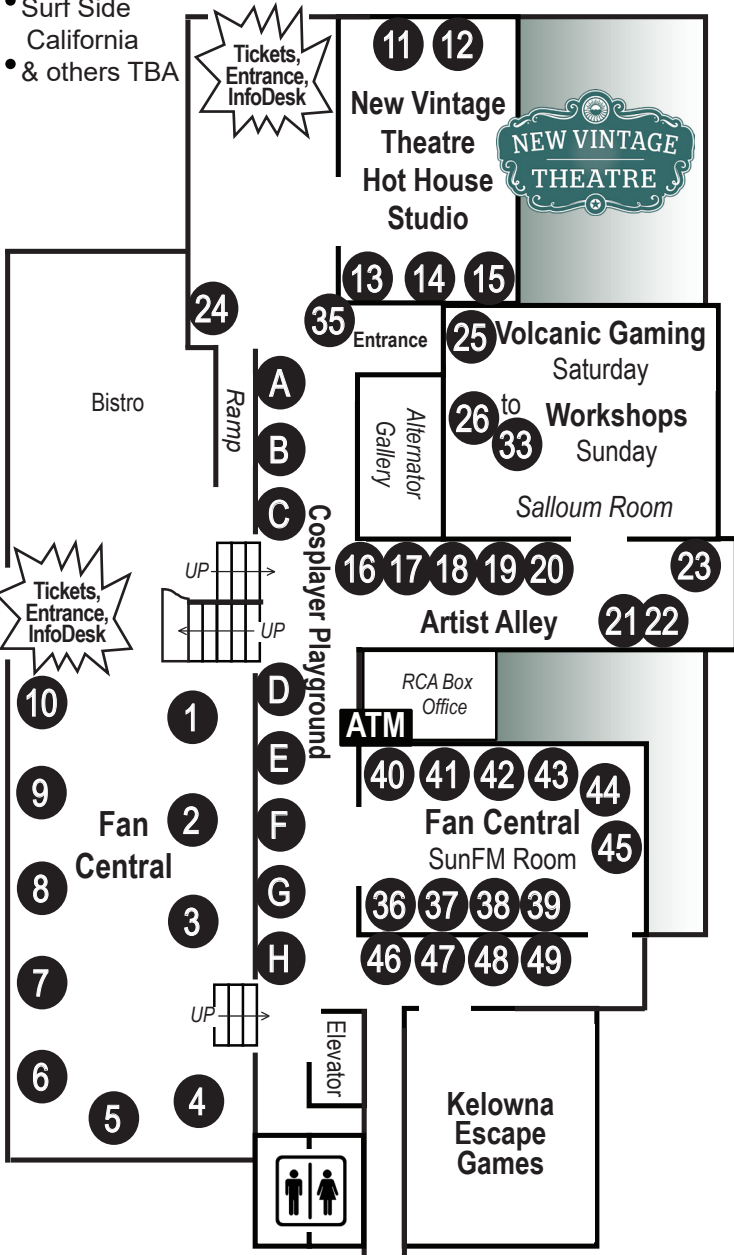 Surf Side
California
& others TBA
Tickets,
Entrance,
InfoDesk
11
12
New Vintage
Theatre
Hot House
Studio
NEW VINTAGE
THEATRE
13
14
15
24
35
Entrance
25
Volcanic Gaming
Saturday
26
to
33
Workshops
Sunday
Salloum Room
Bistro
Ramp
A
B
C
Alternator
Gallery
Cosplayer Playground
UP
UP
16
17
18
19
20
23
21
22
Artist Alley
Tickets,
Entrance,
InfoDesk
10
1
9
2
Fan
Central
8
3
7
6
5
4
D
E
F
G
H
RCA Box
Office
ATM
40
41
42
43
44
45
Fan Central
SunFM Room
36
37
38
39
46
47
48
49
UP
Elevator
Kelowna
Escape
Games